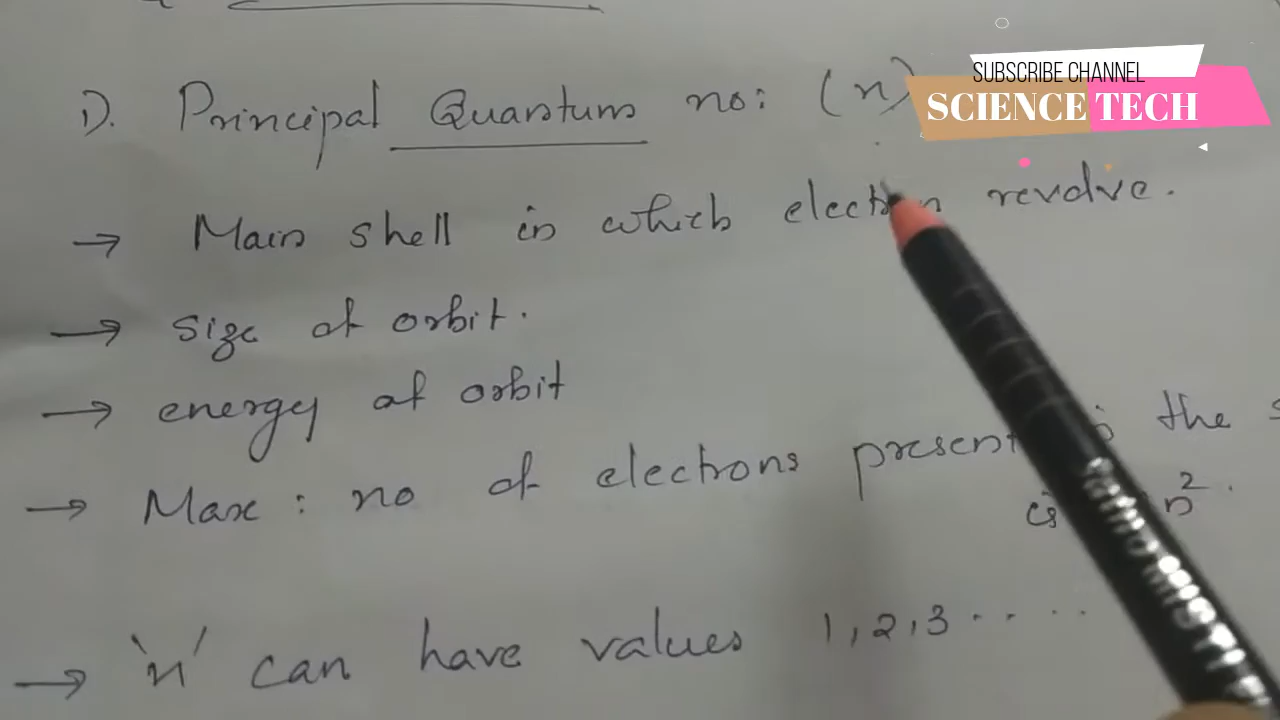 SUBSCRIBE CHANNEL
SCIENCE TECH
1). Principal Quantum no: (n)
→ Main shell in which electron revolve.
→ size of orbit.
→ energy of orbit
→ Max: no of electrons present the
is n².
→ 'n' can have values 1,2,3.....